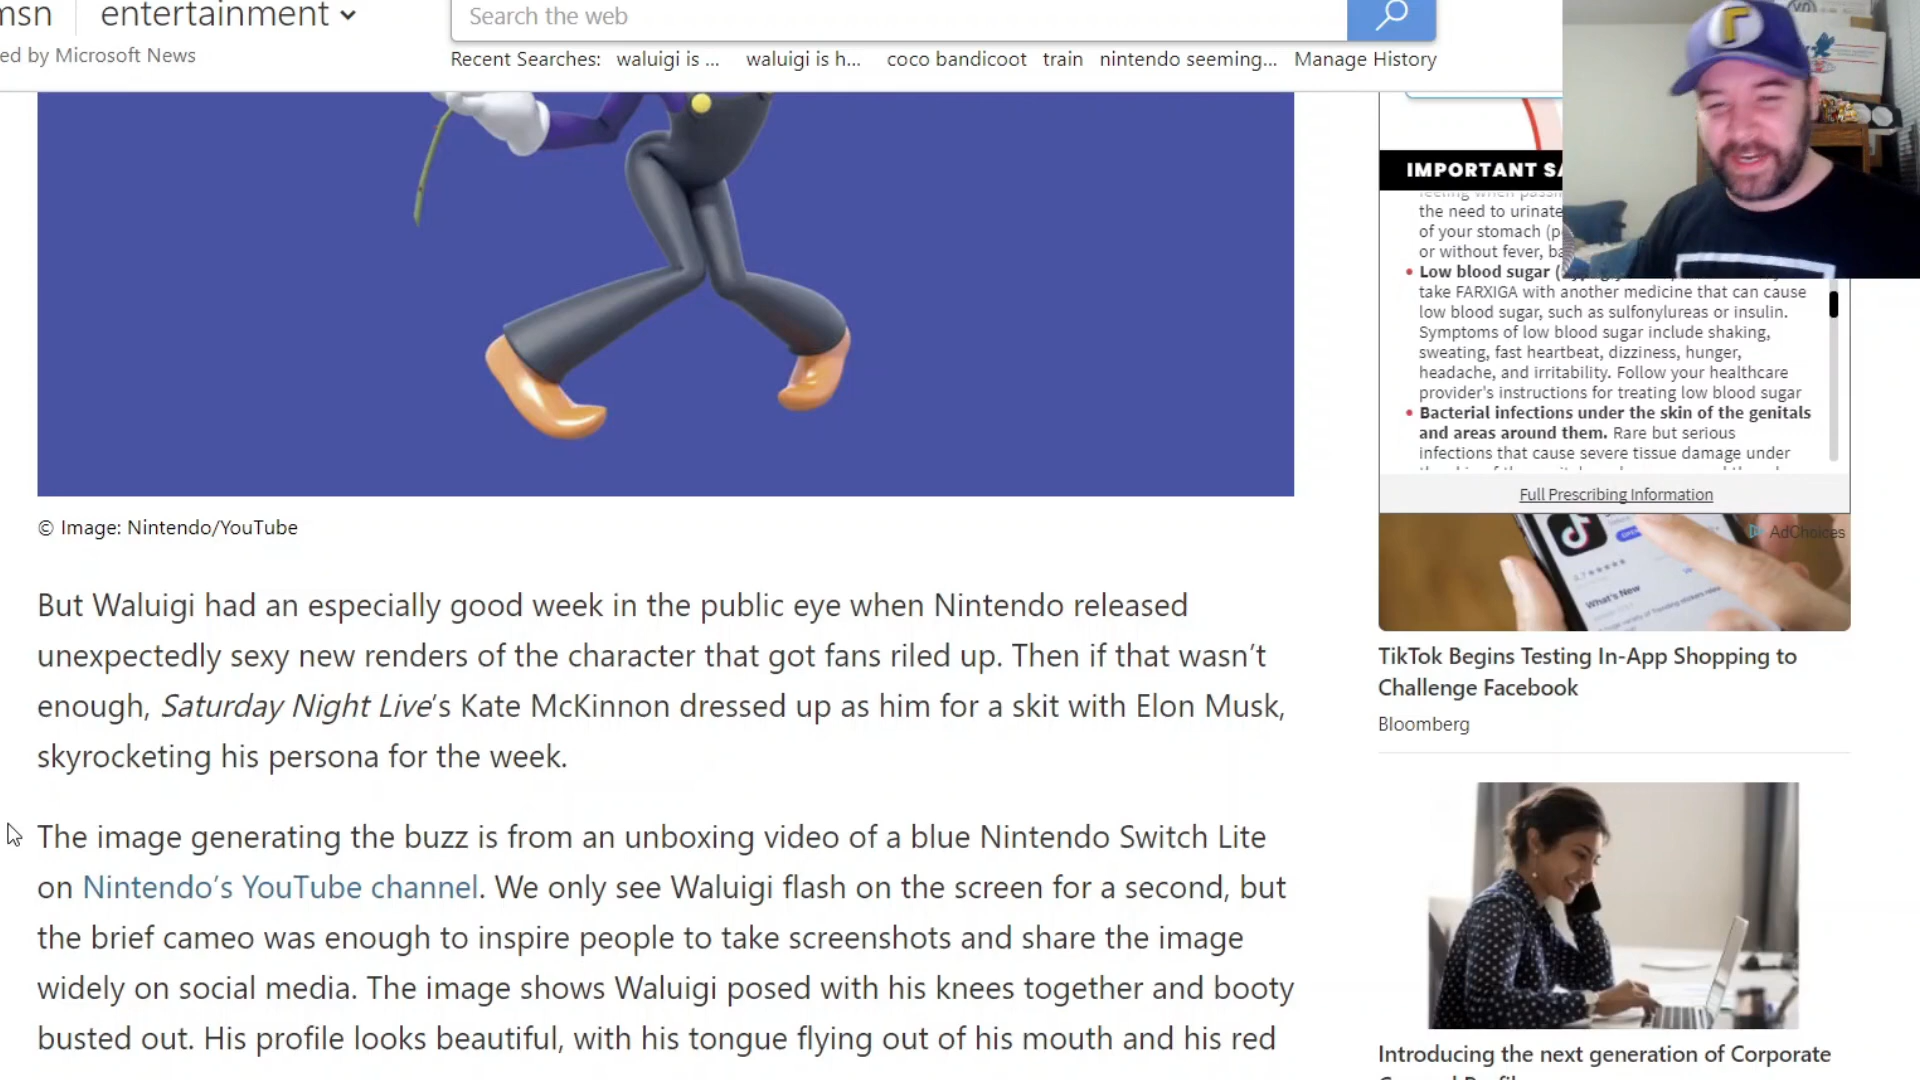 msn entertainment
Search the web
ed by Microsoft News
Recent Searches: waluigi is ... waluigi is h... coco bandicoot train nintendo seeming... Manage History
IMPORTANT SA
the need to urinate
of your stomach (p
or without fever, ba
Low blood sugar (
take FARXIGA with another medicine that can cause
low blood sugar, such as sulfonylureas or insulin.
Symptoms of low blood sugar include shaking,
sweating, fast heartbeat, dizziness, hunger,
headache, and irritability. Follow your healthcare
provider's instructions for treating low blood sugar
• Bacterial infections under the skin of the genitals
and areas around them. Rare but serious
infections that cause severe tissue damage under
Full Prescribing Information
AdChoices
What's New
© Image: Nintendo/YouTube
But Waluigi had an especially good week in the public eye when Nintendo released
unexpectedly sexy new renders of the character that got fans riled up. Then if that wasn't
enough, Saturday Night Live's Kate McKinnon dressed up as him for a skit with Elon Musk,
skyrocketing his persona for the week.
The image generating the buzz is from an unboxing video of a blue Nintendo Switch Lite
on Nintendo's YouTube channel. We only see Waluigi flash on the screen for a second, but
the brief cameo was enough to inspire people to take screenshots and share the image
widely on social media. The image shows Waluigi posed with his knees together and booty
busted out. His profile looks beautiful, with his tongue flying out of his mouth and his red
TikTok Begins Testing In-App Shopping to
Challenge Facebook
Bloomberg
Introducing the next generation of Corporate